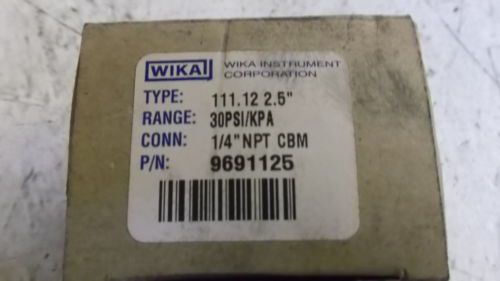 WIKA
WIKA INSTRUMENT
CORPORATION
TYPE: 111.12 2.5"
RANGE: 30PSI/KPA
CONN: 1/4" NPT CBM
P/N: 9691125